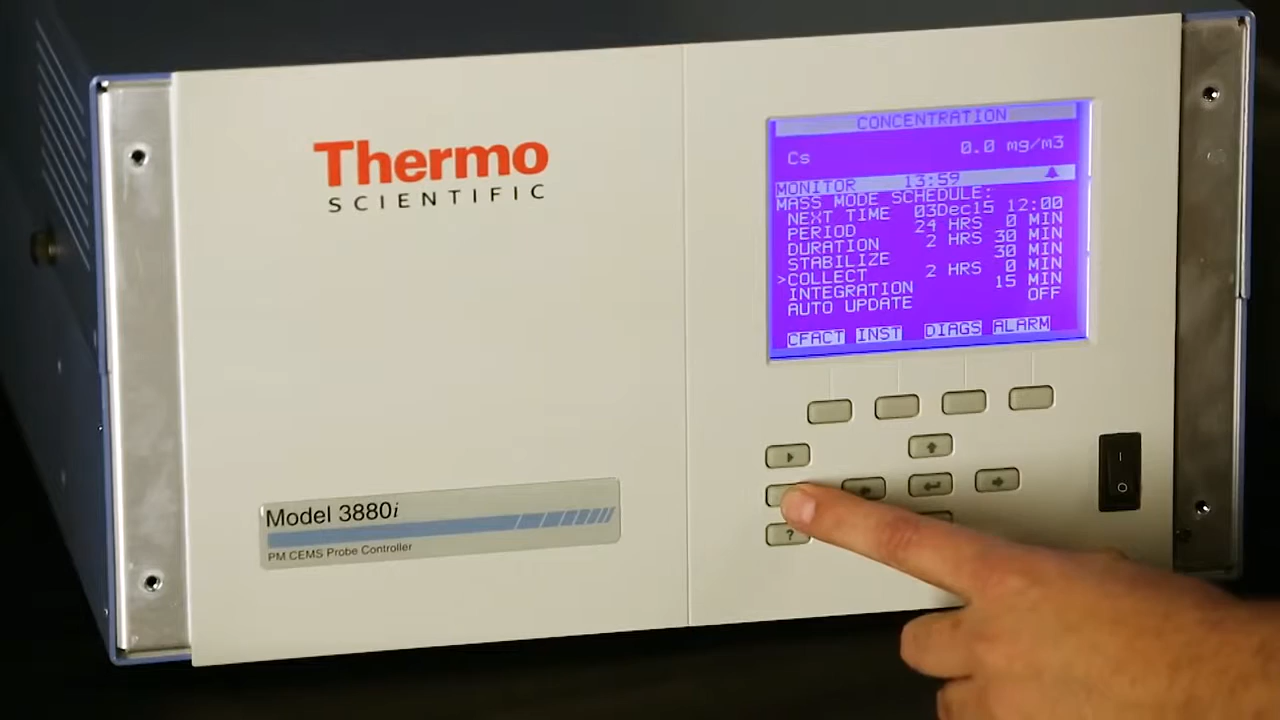 Thermo
SCIENTIFIC
Model 3880i
PM CEMS Probe Controller
CONCENTRATION
Cs 0.0 mg/m3
MONITOR 13:59
MASS MODE SCHEDULE:
NEXT TIME 03Dec15 12:00
PERIOD 24 HRS 0 MIN
DURATION 2 HRS 30 MIN
STABILIZE 30 MIN
>COLLECT 2 HRS 0 MIN
INTEGRATION 15 MIN
AUTO UPDATE OFF
CFACT INST DIAGS ALARM
?